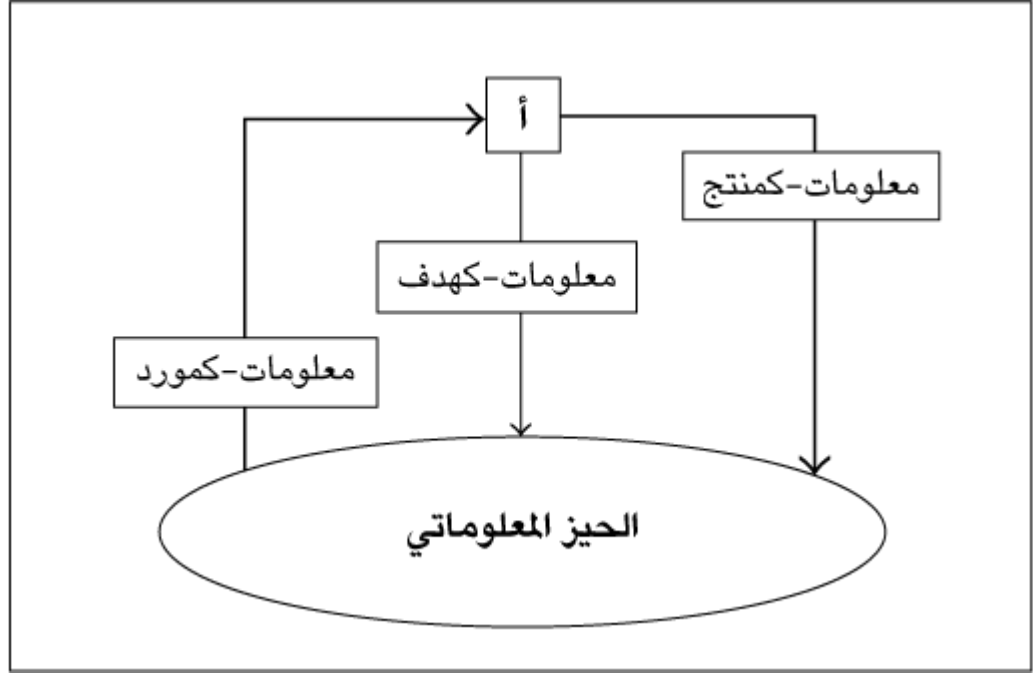 أ
معلومات-كمنتج
معلومات-كهدف
معلومات-كمورد
الحيز المعلوماتي